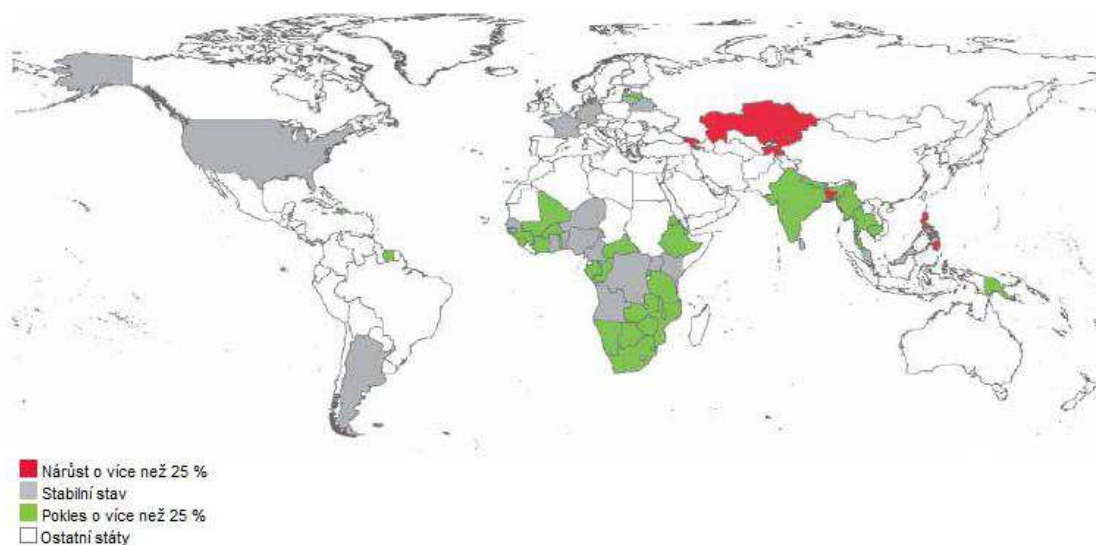 Nárůst o více než 25 %
Stabilní stav
Pokles o více než 25 %
Ostatní státy